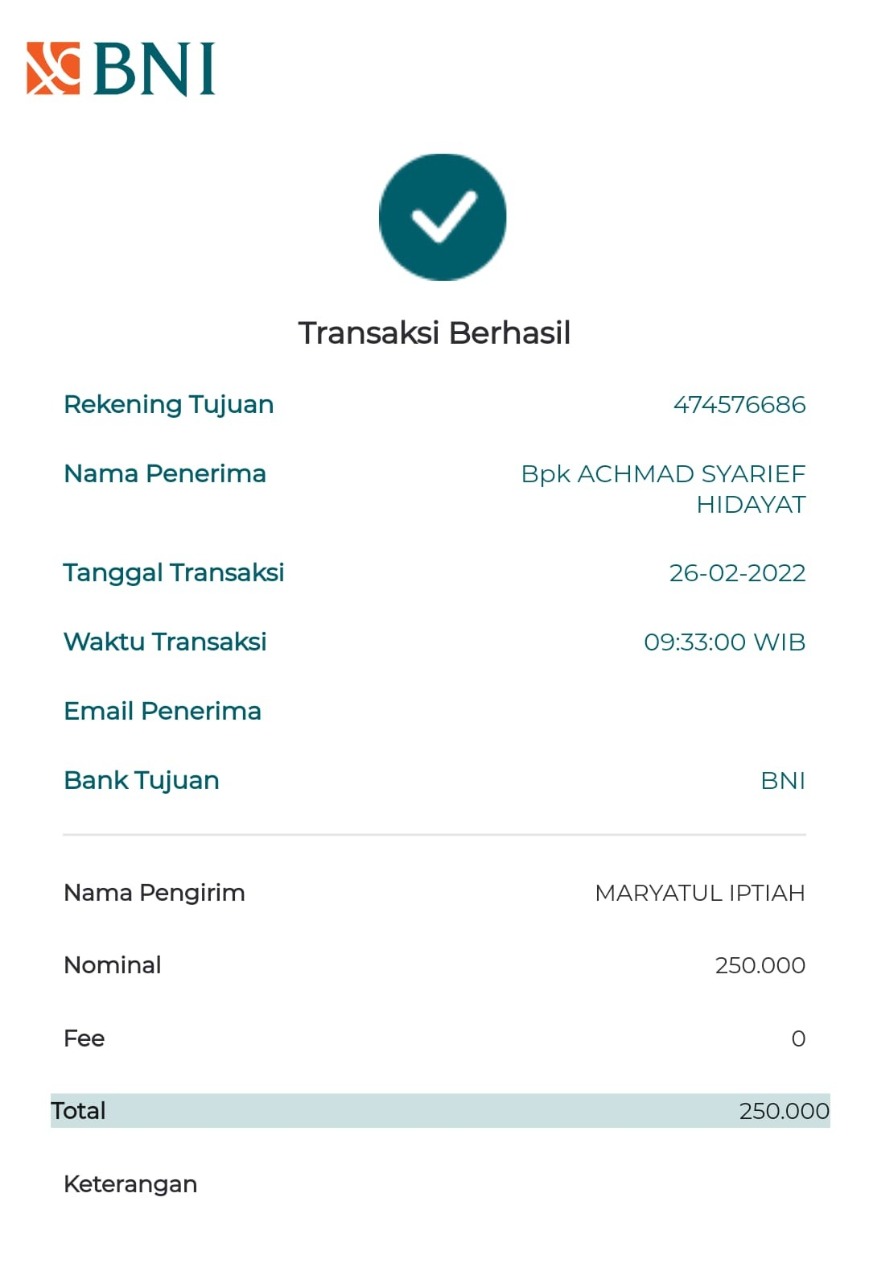 BNI
Transaksi Berhasil
Rekening Tujuan 474576686
Nama Penerima Bpk ACHMAD SYARIEF
HIDAYAT
Tanggal Transaksi 26-02-2022
Waktu Transaksi 09:33:00 WIB
Email Penerima
Bank Tujuan BNI
Nama Pengirim MARYATUL IPTIAH
Nominal 250.000
Fee 0
Total 250.000
Keterangan